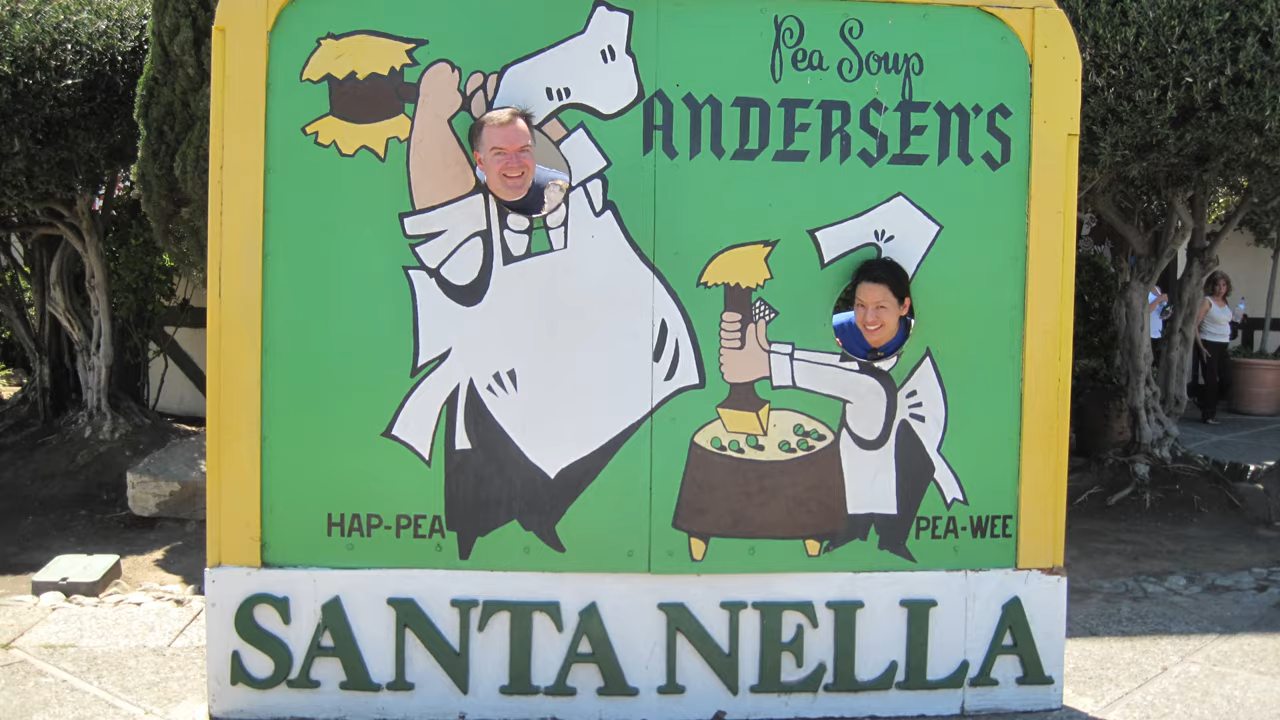 Pea Soup
ANDERSEN'S
HAP-PEA
PEA-WEE
SANTA NELLA